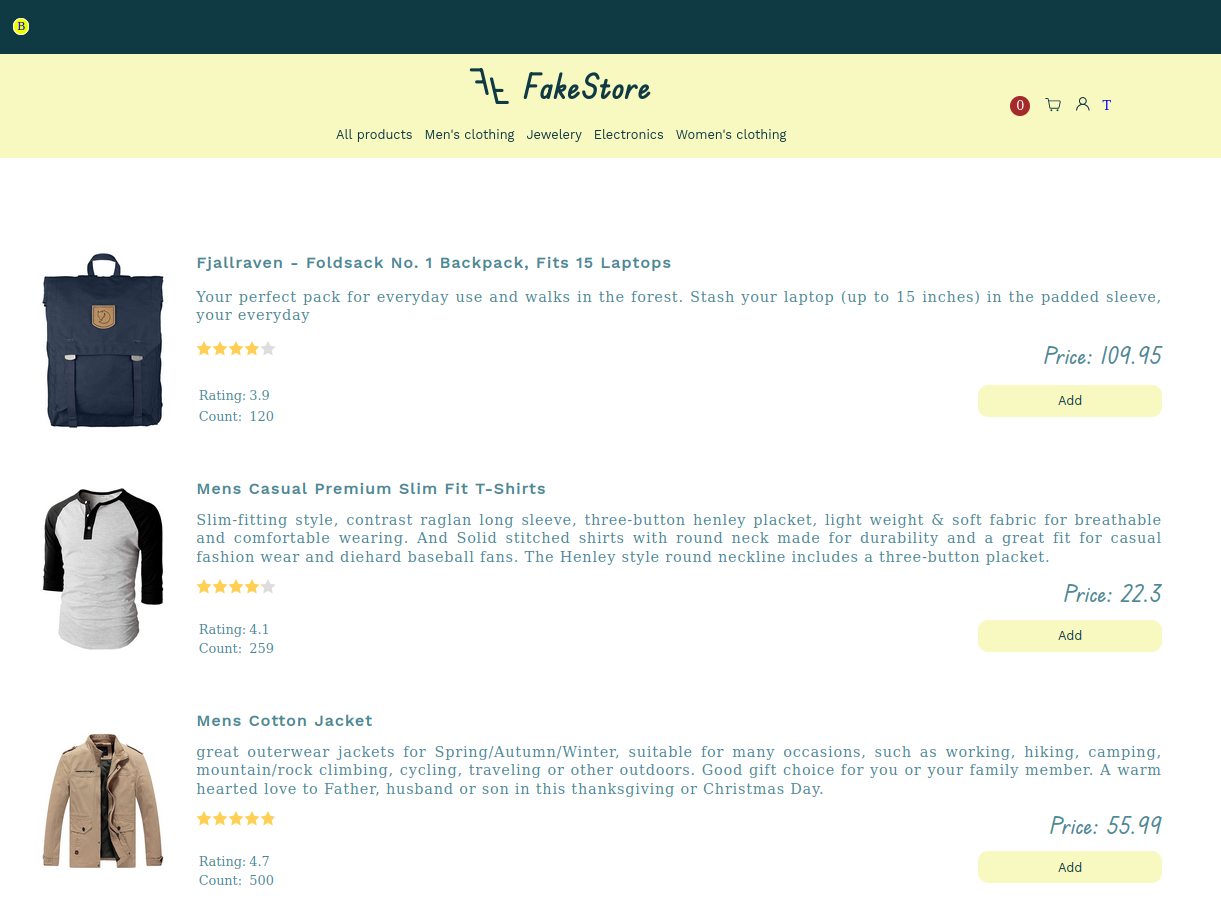 B
FakeStore
0 T
All products Men's clothing Jewelery Electronics Women's clothing
Fjallraven - Foldsack No. 1 Backpack, Fits 15 Laptops
Your perfect pack for everyday use and walks in the forest. Stash your laptop (up to 15 inches) in the padded sleeve,
your everyday
Price: 109.95
Rating: 3.9
Add
Count: 120
Mens Casual Premium Slim Fit T-Shirts
Slim-fitting style, contrast raglan long sleeve, three-button henley placket, light weight & soft fabric for breathable
and comfortable wearing. And Solid stitched shirts with round neck made for durability and a great fit for casual
fashion wear and diehard baseball fans. The Henley style round neckline includes a three-button placket.
Price: 22.3
Rating: 4.1
Add
Count: 259
Mens Cotton Jacket
great outerwear jackets for Spring/Autumn/Winter, suitable for many occasions, such as working, hiking, camping,
mountain/rock climbing, cycling, traveling or other outdoors. Good gift choice for you or your family member. A warm
hearted love to Father, husband or son in this thanksgiving or Christmas Day.
Price: 55.99
Rating: 4.7
Add
Count: 500